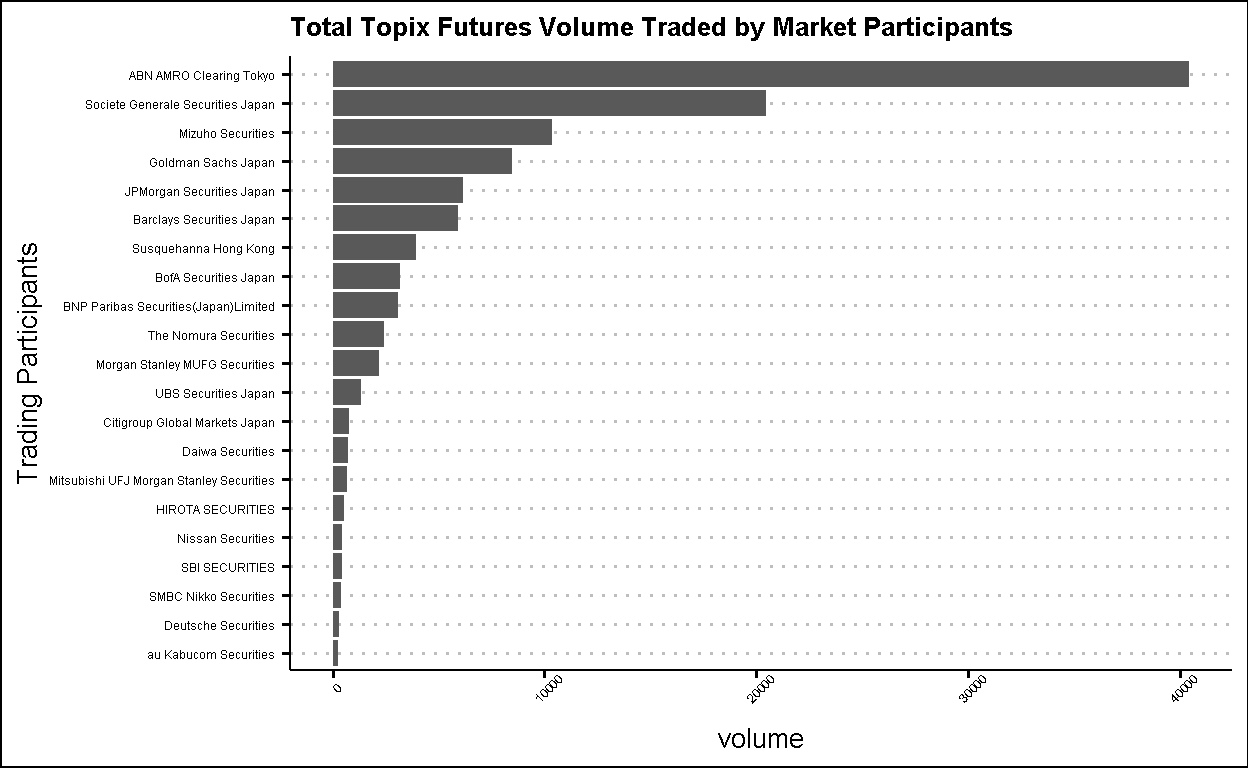 Total Topix Futures Volume Traded by Market Participants
Trading Participants
ABN AMRO Clearing Tokyo
Societe Generale Securities Japan
Mizuho Securities
Goldman Sachs Japan
JPMorgan Securities Japan
Barclays Securities Japan
Susquehanna Hong Kong
BofA Securities Japan
BNP Paribas Securities(Japan)Limited
The Nomura Securities
Morgan Stanley MUFG Securities
UBS Securities Japan
Citigroup Global Markets Japan
Daiwa Securities
Mitsubishi UFJ Morgan Stanley Securities
HIROTA SECURITIES
Nissan Securities
SBI SECURITIES
SMBC Nikko Securities
Deutsche Securities
au Kabucom Securities
0 10000 20000 30000 40000
volume